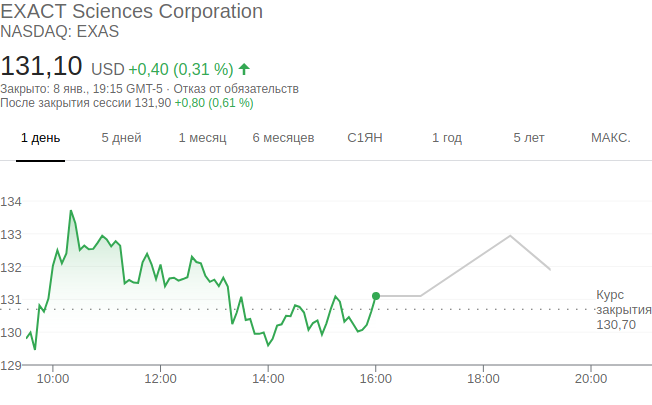 EXACT Sciences Corporation
NASDAQ: EXAS
131,10 USD +0,40 (0,31 %)
Закрыто: 8 янв., 19:15 GMT-5 · Отказ от обязательств
После закрытия сессии 131,90 +0,80 (0,61 %)
1 день 5 дней 1 месяц 6 месяцев С1ЯН 1 год 5 лет МАКС.
134
133
132
131
130
129
Курс
закрытия
130,70
10:00 12:00 14:00 16:00 18:00 20:00